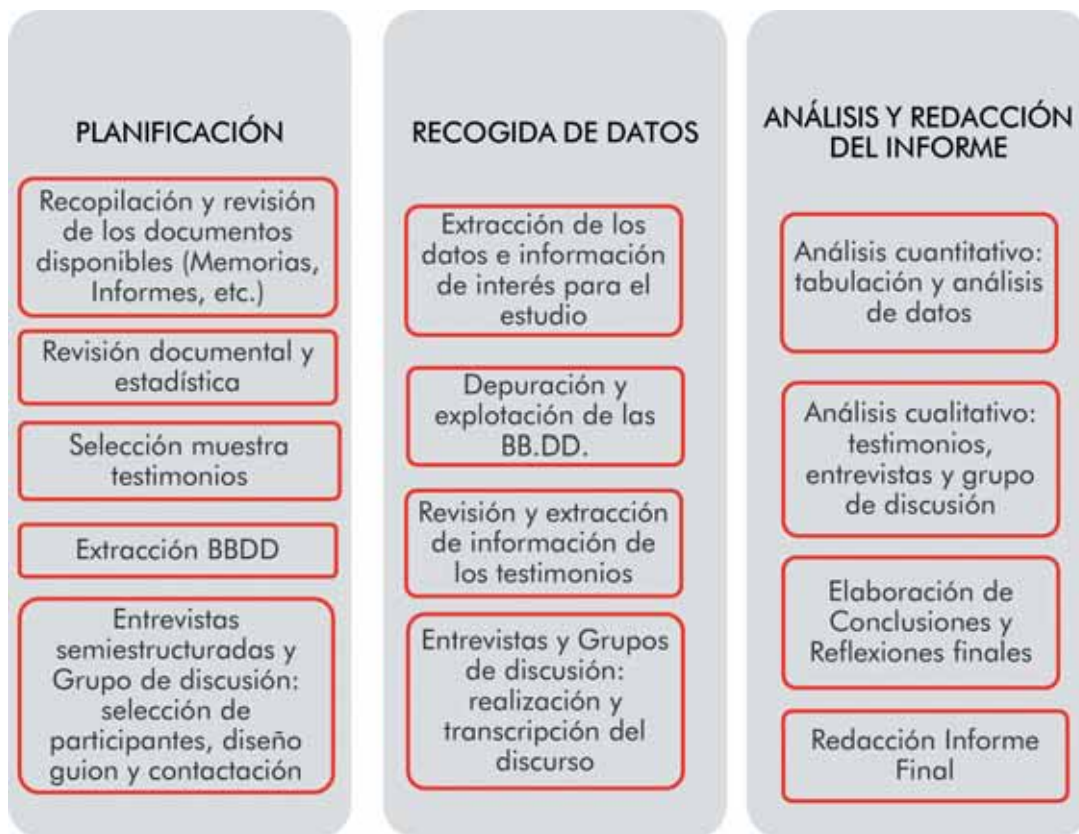 PLANIFICACIÓN
Recopilación y revisión
de los documentos
disponibles (Memorias,
Informes, etc.)
Revisión documental y
estadística
Selección muestra
testimonios
Extracción BBDD
Entrevistas
semiestructuradas y
Grupo de discusión:
selección de
participantes, diseño
guion y contactación
RECOGIDA DE DATOS
Extracción de los
datos e información
de interés para el
estudio
Depuración y
explotación de las
BB.DD.
Revisión y extracción
de información de
los testimonios
Entrevistas y Grupos
de discusión:
realización y
transcripción del
discurso
ANÁLISIS Y REDACCIÓN
DEL INFORME
Análisis cuantitativo:
tabulación y análisis
de datos
Análisis cualitativo:
testimonios,
entrevistas y grupo
de discusión
Elaboración de
Conclusiones y
Reflexiones finales
Redacción Informe
Final